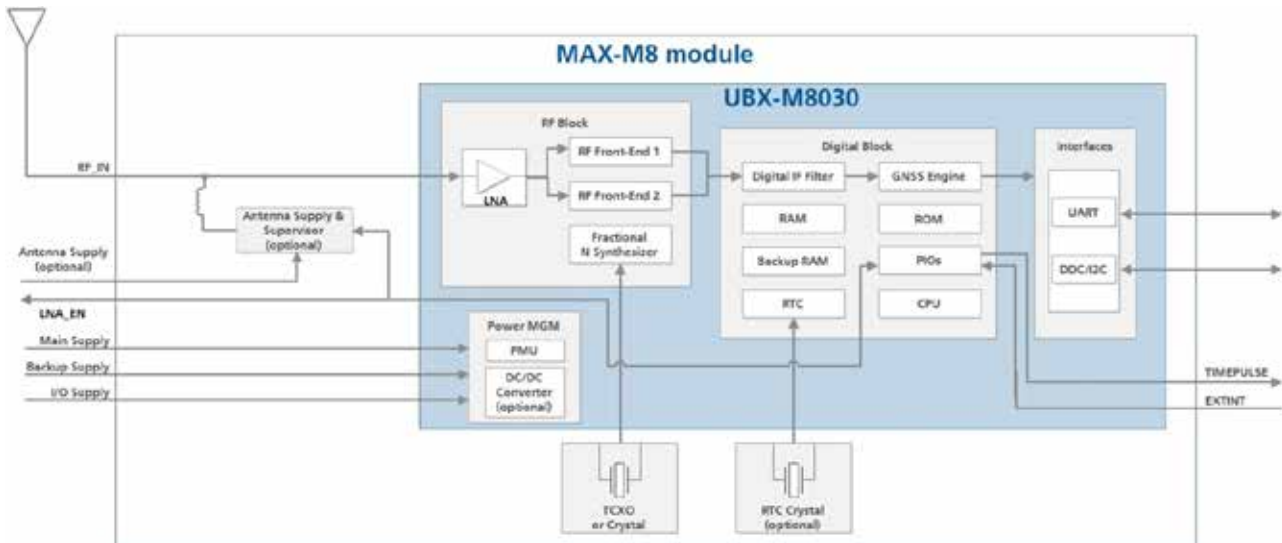 MAX-M8 module
UBX-M8030
RF Block
RF Front-End 1
RF Front-End 2
LNA
Fractional
N Synthesizer
Digital Block
Digital IF Filter
GNSS Engine
RAM
ROM
Backup RAM
PIOs
RTC
CPU
Interfaces
UART
DDC/I2C
RF_IN
Antenna Supply &
Supervisor
(optional)
Antenna Supply
(optional)
LNA_EN
Main Supply
Backup Supply
I/O Supply
Power MGM
PMU
DC/DC
Converter
(optional)
TIMEPULSE
EXTINT
TCXO
or Crystal
RTC Crystal
(optional)